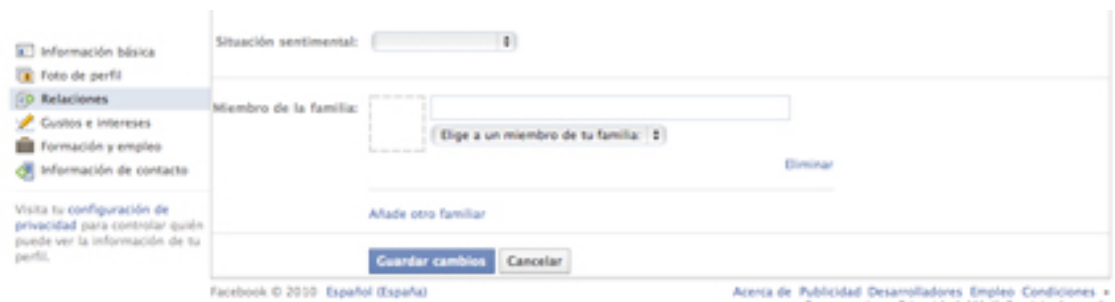 Información básica
Foto de perfil
Relaciones
Gustos e intereses
Formación y empleo
Información de contacto
Visita tu configuración de
privacidad para controlar quién
puede ver la información de tu
perfil.
Situación sentimental:
Miembro de la familia:
Elige a un miembro de tu familia:
Eliminar
Añade otro familiar
Guardar cambios Cancelar
Facebook © 2010 Español (España)
Acerca de Publicidad Desarrolladores Empleo Condiciones